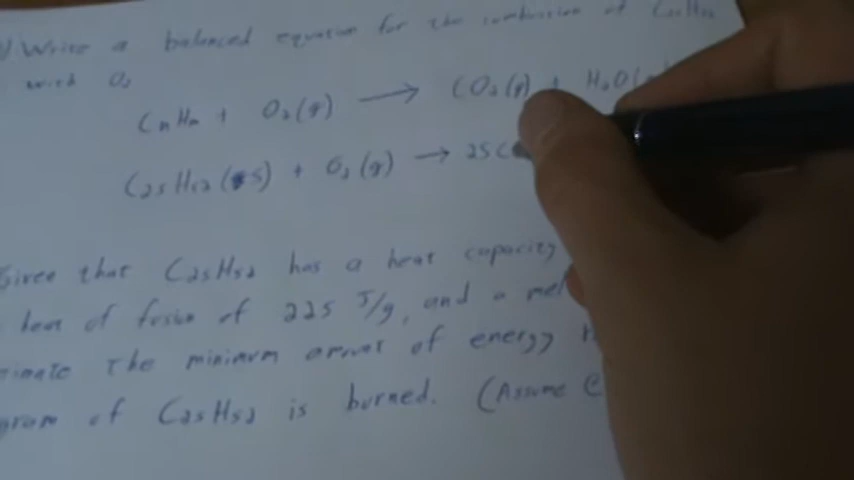 Write a balanced equation for the combustion of C25H52
with O2
CnHm + O2(g) → CO2(g) + H2O(
C25H52(s) + O2(g) → 25C
Given that C25H52 has a heat capacity
heat of fusion of 225 J/g, and a mel
the minimum amount of energy
gram of C25H52 is burned. (Assume